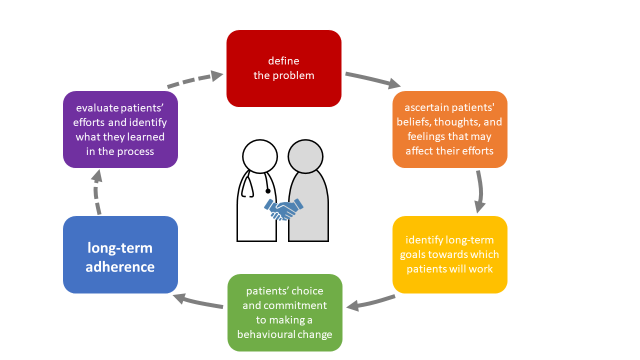 define
the problem
ascertain patients'
beliefs, thoughts, and
feelings that may
affect their efforts
identify long-term
goals towards which
patients will work
patients' choice
and commitment
to making a
behavioural change
long-term
adherence
evaluate patients'
efforts and identify
what they learned
in the process